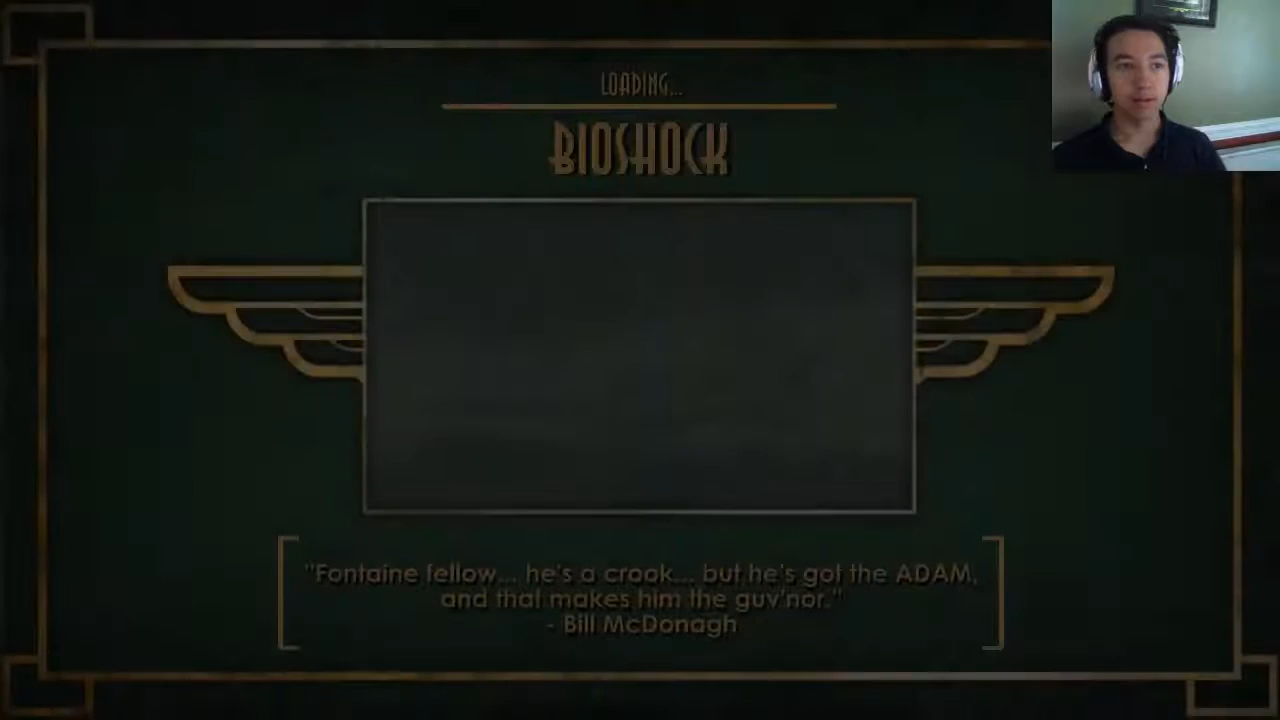 LOADING...
BIOSHOCK
"Fontaine fellow... he's a crook... but he's got the ADAM,
and that makes him the guv'nor."
- Bill McDonagh